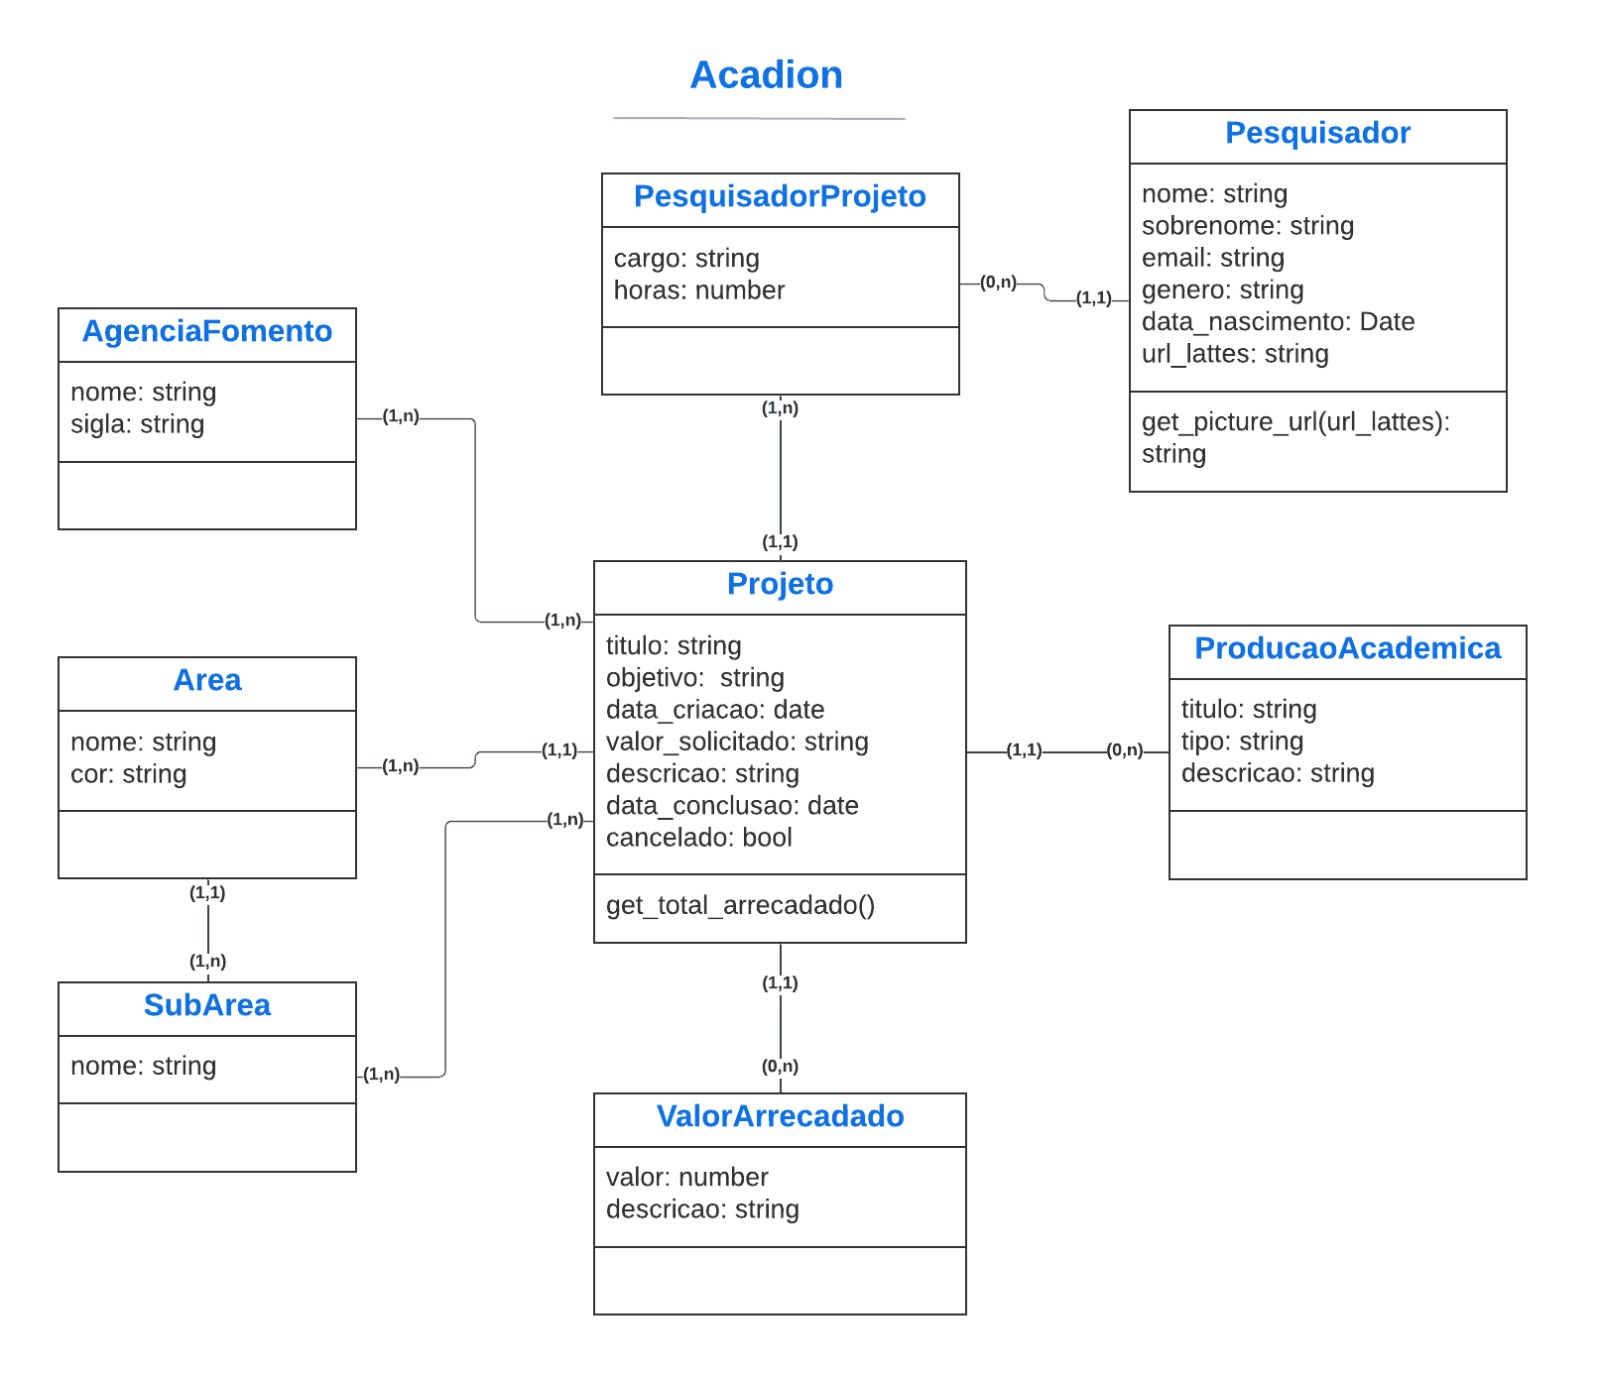 Acadion
Pesquisador
nome: string
sobrenome: string
email: string
genero: string
data_nascimento: Date
url_lattes: string
get_picture_url(url_lattes):
string
PesquisadorProjeto
cargo: string
horas: number
(0,n)
(1,1)
(1,n)
(1,1)
AgenciaFomento
nome: string
sigla: string
(1,n)
(1,n)
Projeto
titulo: string
objetivo:  string
data_criacao: date
valor_solicitado: string
descricao: string
data_conclusao: date
cancelado: bool
get_total_arrecadado()
Area
nome: string
cor: string
(1,n)
(1,1)
(1,n)
(1,1)
(1,n)
SubArea
nome: string
(1,n)
(1,1)
(0,n)
ProducaoAcademica
titulo: string
tipo: string
descricao: string
(1,1)
(0,n)
ValorArrecadado
valor: number
descricao: string